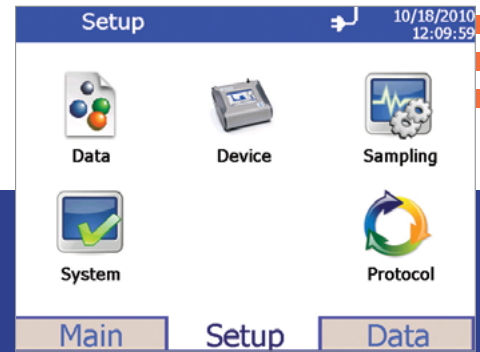 Setup
10/18/2010
12:09:59
Data
Device
Sampling
System
Protocol
Main
Setup
Data